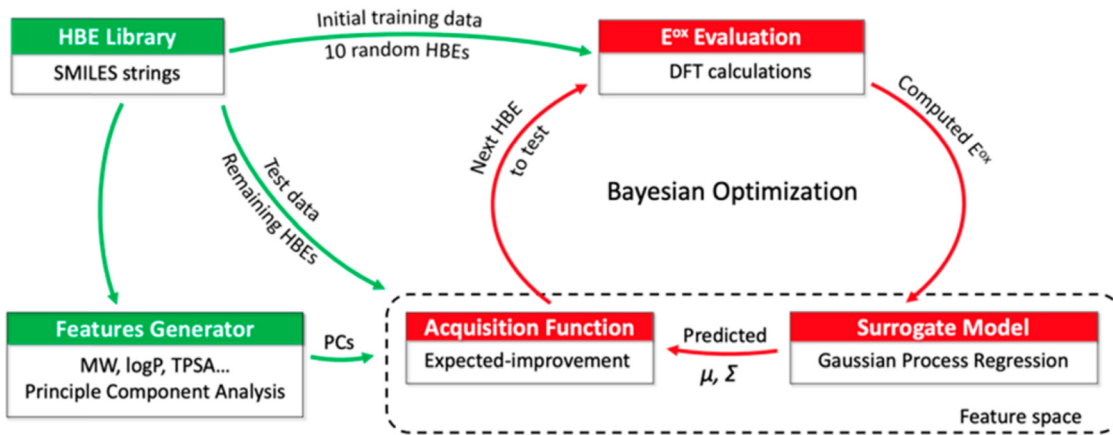 HBE Library
SMILES strings
Initial training data
10 random HBEs
Eᵒˣ Evaluation
DFT calculations
Next HBE
to test
Computed Eᵒˣ
Test data
Remaining HBEs
Bayesian Optimization
Features Generator
MW, logP, TPSA...
Principle Component Analysis
PCs
Acquisition Function
Expected-improvement
Predicted
μ, Σ
Surrogate Model
Gaussian Process Regression
Feature space